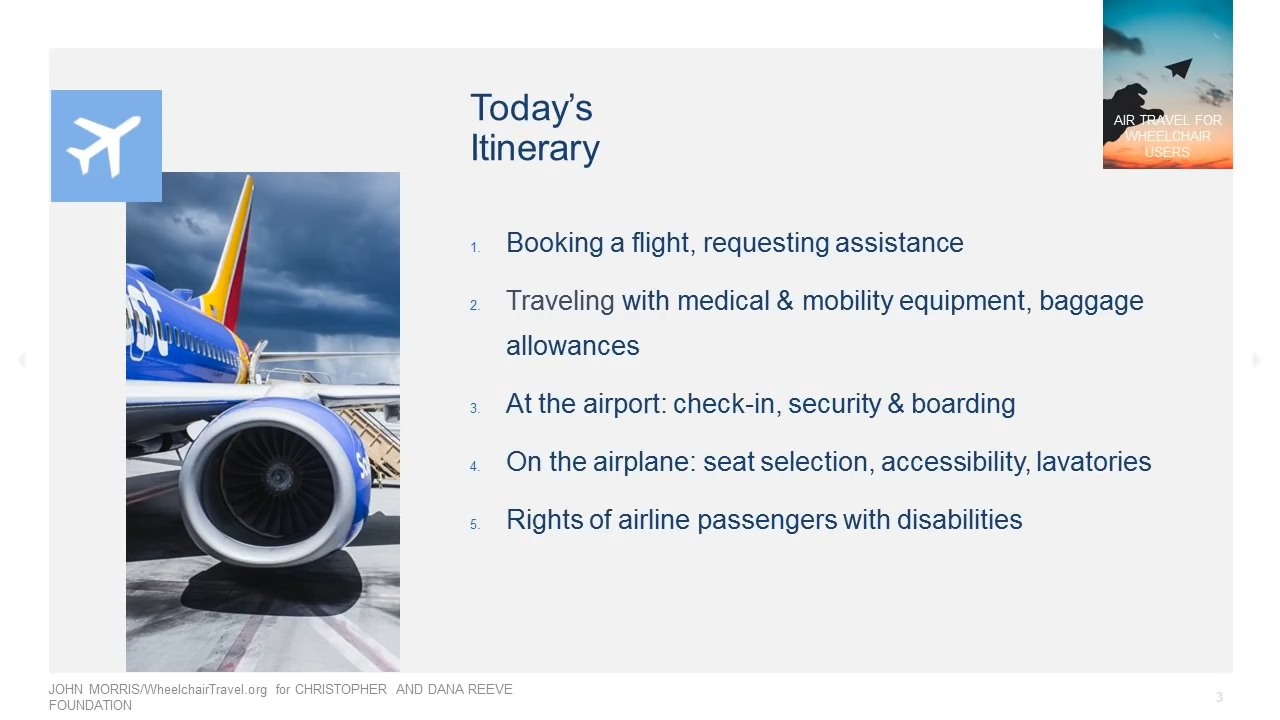 AIR TRAVEL FOR
WHEELCHAIR
USERS
Today’s
Itinerary
1. Booking a flight, requesting assistance
2. Traveling with medical & mobility equipment, baggage
allowances
3. At the airport: check-in, security & boarding
4. On the airplane: seat selection, accessibility, lavatories
5. Rights of airline passengers with disabilities
JOHN MORRIS/WheelchairTravel.org for CHRISTOPHER AND DANA REEVE
FOUNDATION
3